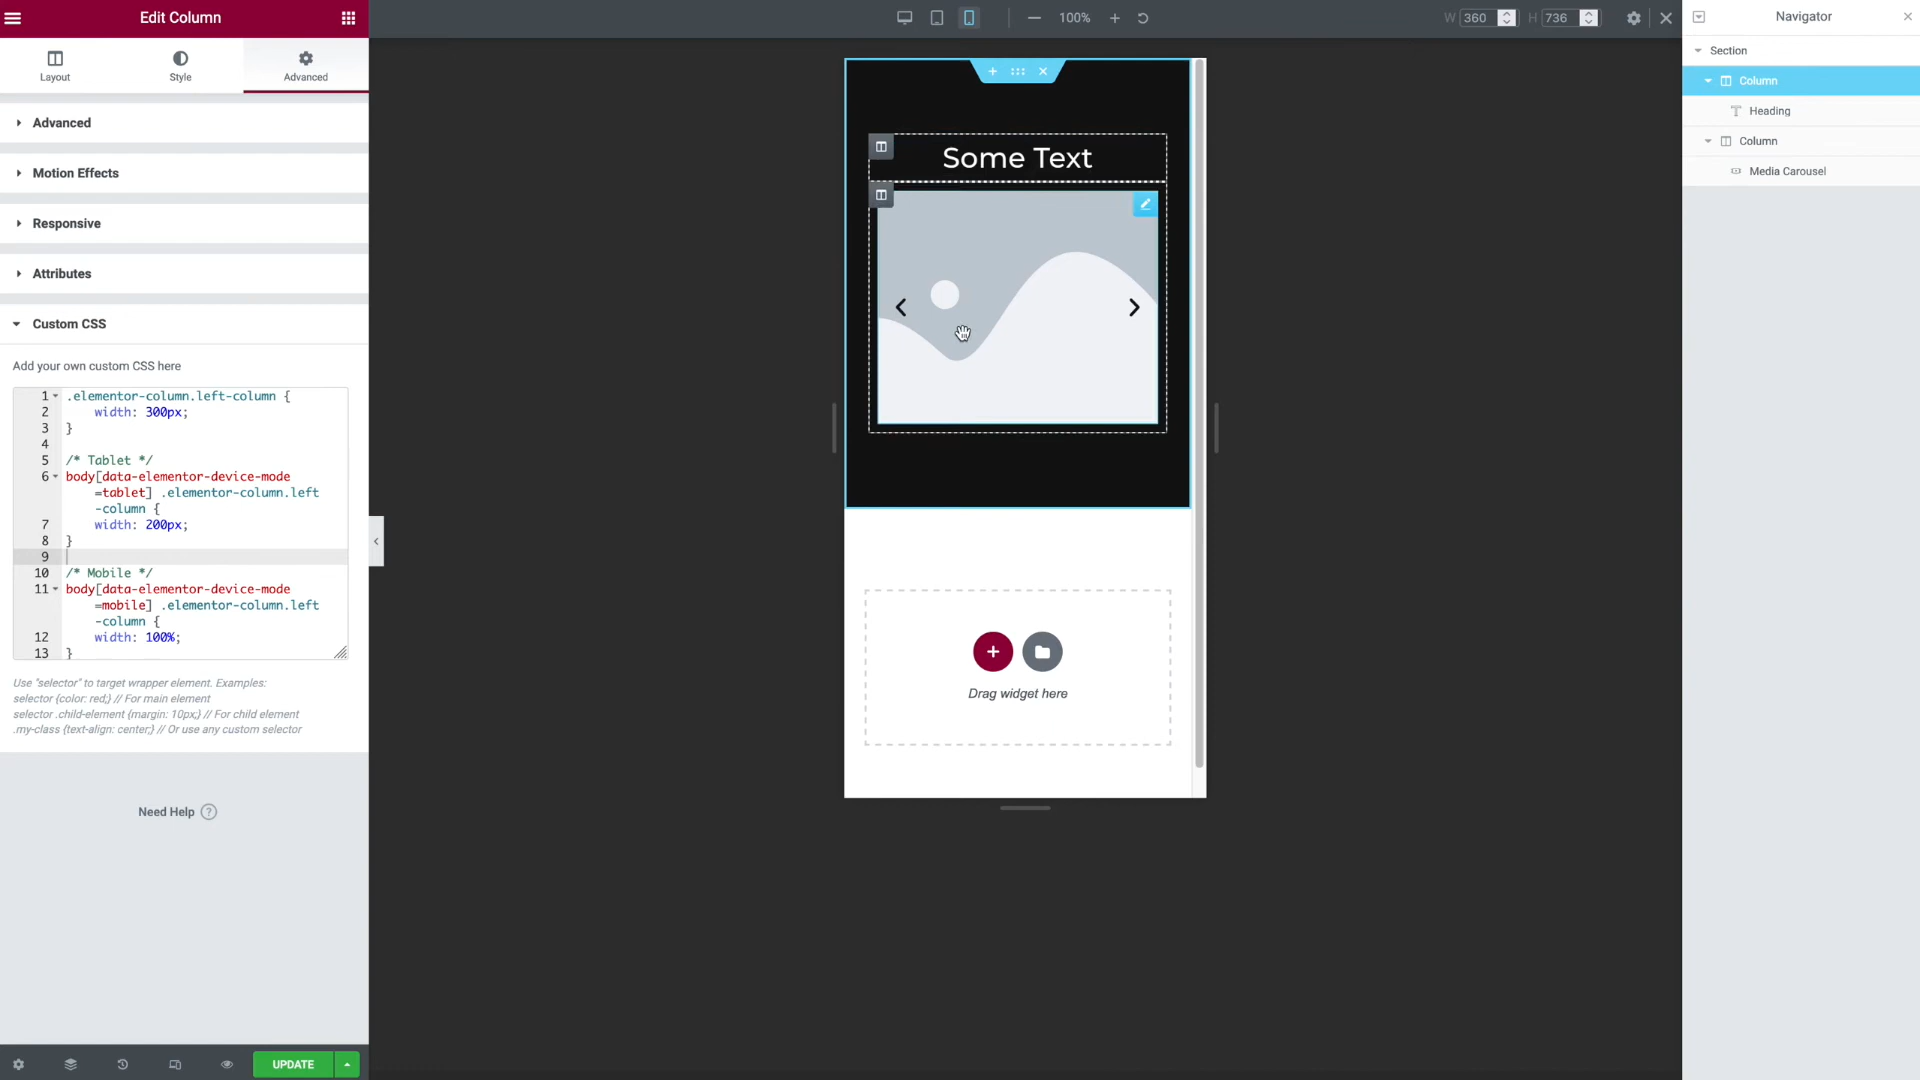 Edit Column
100%
W 360
H 736
Navigator
Layout
Style
Advanced
Section
Column
Heading
Column
Media Carousel
Advanced
Motion Effects
Responsive
Attributes
Custom CSS
Add your own custom CSS here
1 .elementor-column.left-column {
2 width: 300px;
3 }
4
5 /* Tablet */
6 body[data-elementor-device-mode
=tablet] .elementor-column.left
-column {
7 width: 200px;
8 }
9
10 /* Mobile */
11 body[data-elementor-device-mode
=mobile] .elementor-column.left
-column {
12 width: 100%;
13 }
Use "selector" to target wrapper element. Examples:
selector {color: red;} // For main element
selector .child-element {margin: 10px;} // For child element
.my-class {text-align: center;} // Or use any custom selector
Need Help ?
UPDATE
Some Text
Drag widget here